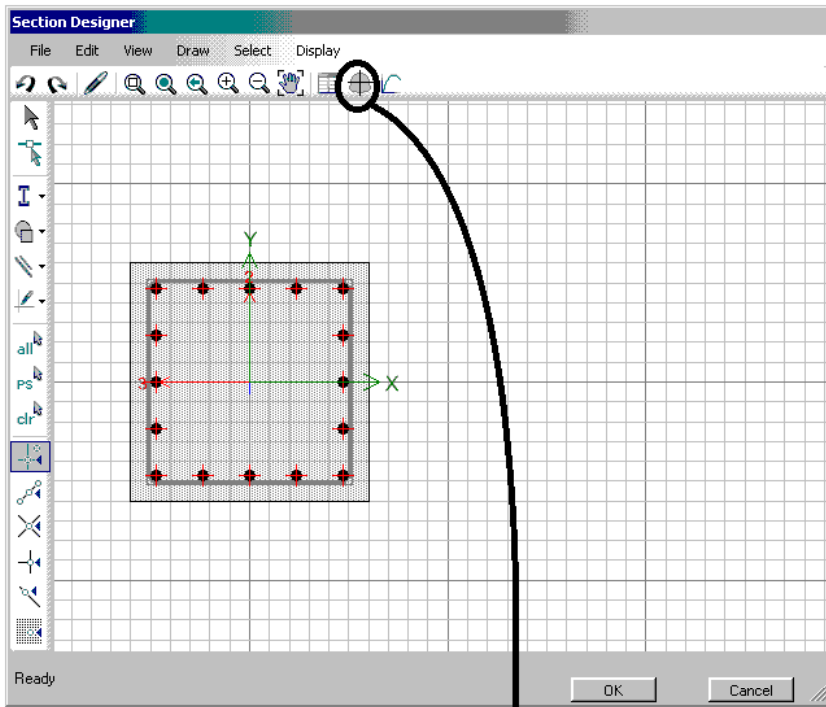 Section Designer
File Edit View Draw Select Display
Y
2
3
X
all
PS
clr
Ready
OK Cancel